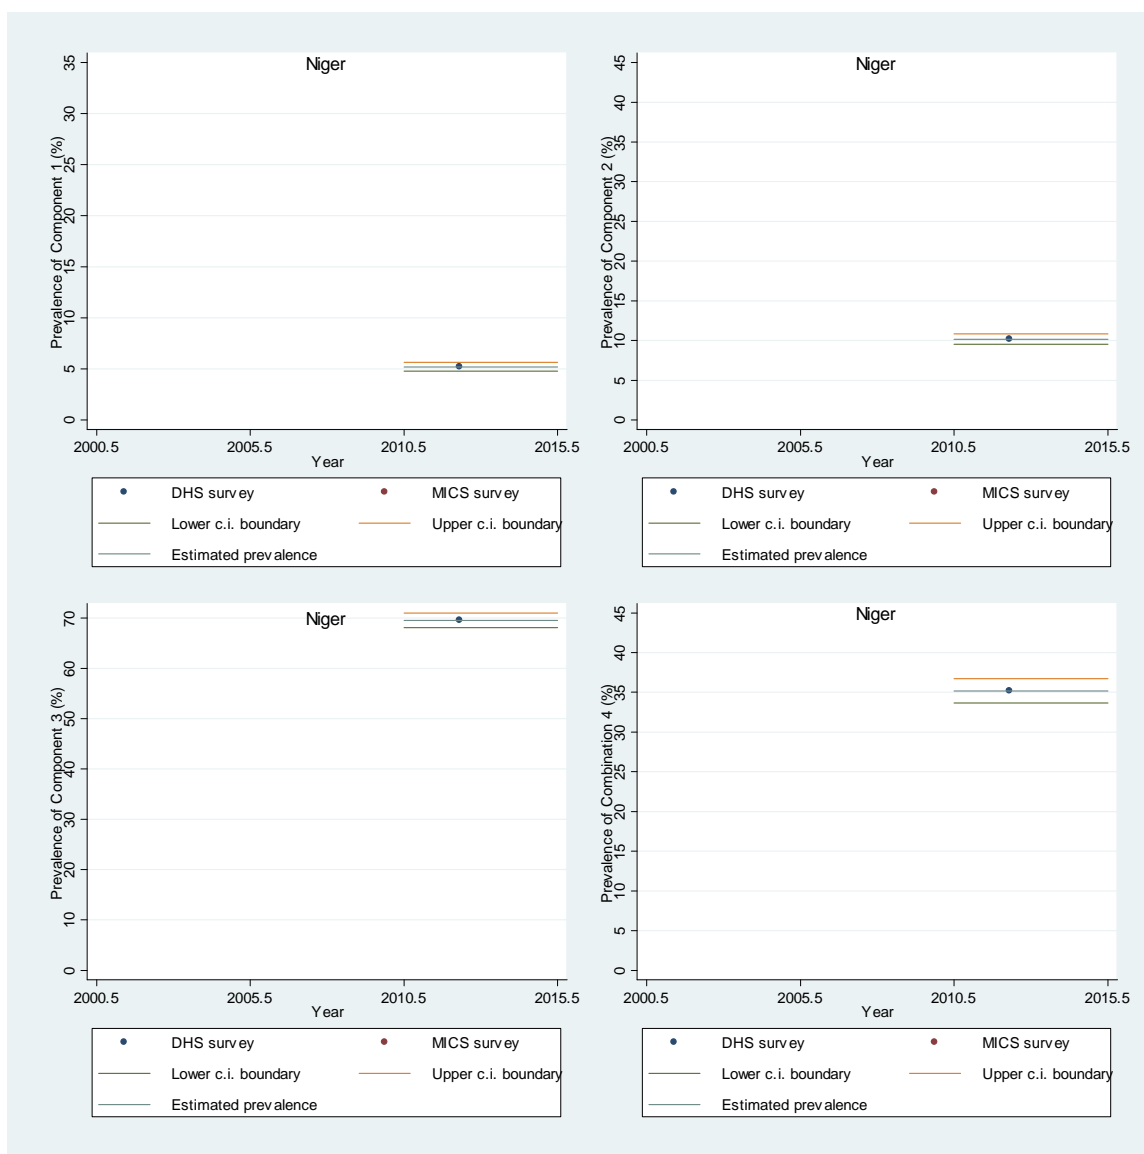 Niger
Prevalence of Component 1 (%)
35
30
25
20
15
10
5
0
2000.5 2005.5 2010.5 2015.5
Year
DHS survey MICS survey
Lower c.i. boundary Upper c.i. boundary
Estimated prevalence
Niger
Prevalence of Component 2 (%)
45
40
35
30
25
20
15
10
5
0
2000.5 2005.5 2010.5 2015.5
Year
DHS survey MICS survey
Lower c.i. boundary Upper c.i. boundary
Estimated prevalence
Niger
Prevalence of Component 3 (%)
70
60
50
40
30
20
10
0
2000.5 2005.5 2010.5 2015.5
Year
DHS survey MICS survey
Lower c.i. boundary Upper c.i. boundary
Estimated prevalence
Niger
Prevalence of Combination 4 (%)
45
40
35
30
25
20
15
10
5
0
2000.5 2005.5 2010.5 2015.5
Year
DHS survey MICS survey
Lower c.i. boundary Upper c.i. boundary
Estimated prevalence